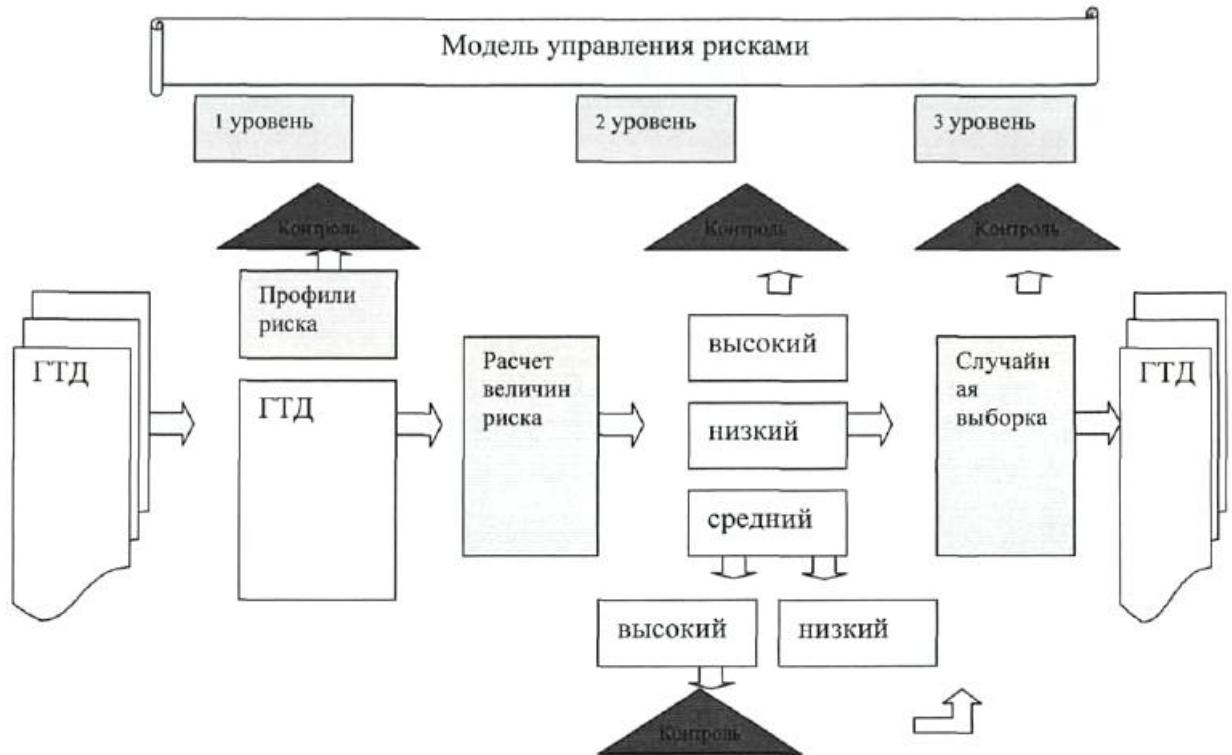 Модель управления рисками
1 уровень
2 уровень
3 уровень
Контроль
Контроль
Контроль
Профили
риска
ГТД
ГТД
Расчет
величин
риска
высокий
низкий
средний
Случайн
ая
выборка
ГТД
высокий
низкий
Контроль